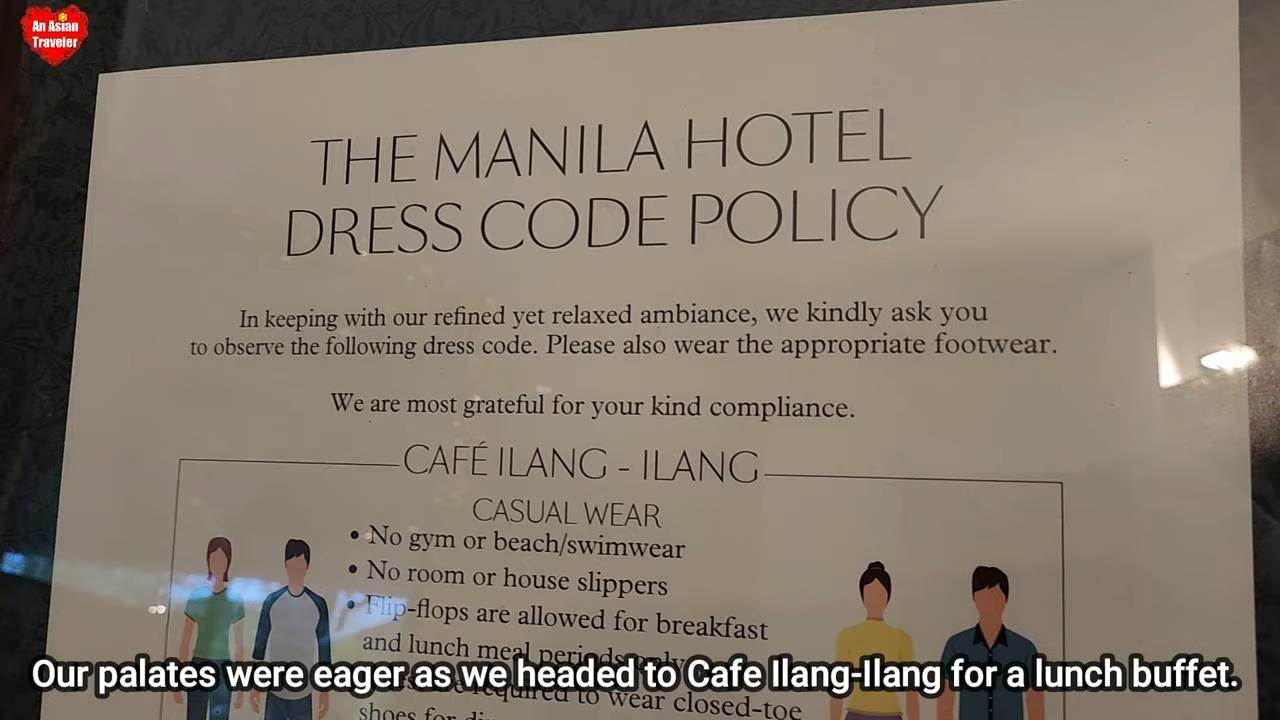 An Asian
Traveler
THE MANILA HOTEL
DRESS CODE POLICY
In keeping with our refined yet relaxed ambiance, we kindly ask you
to observe the following dress code. Please also wear the appropriate footwear.
We are most grateful for your kind compliance.
CAFÉ ILANG - ILANG
CASUAL WEAR
• No gym or beach/swimwear
• No room or house slippers
• Flip-flops are allowed for breakfast
and lunch meal periods only
required to wear closed-toe
shoes for
Our palates were eager as we headed to Cafe Ilang-Ilang for a lunch buffet.